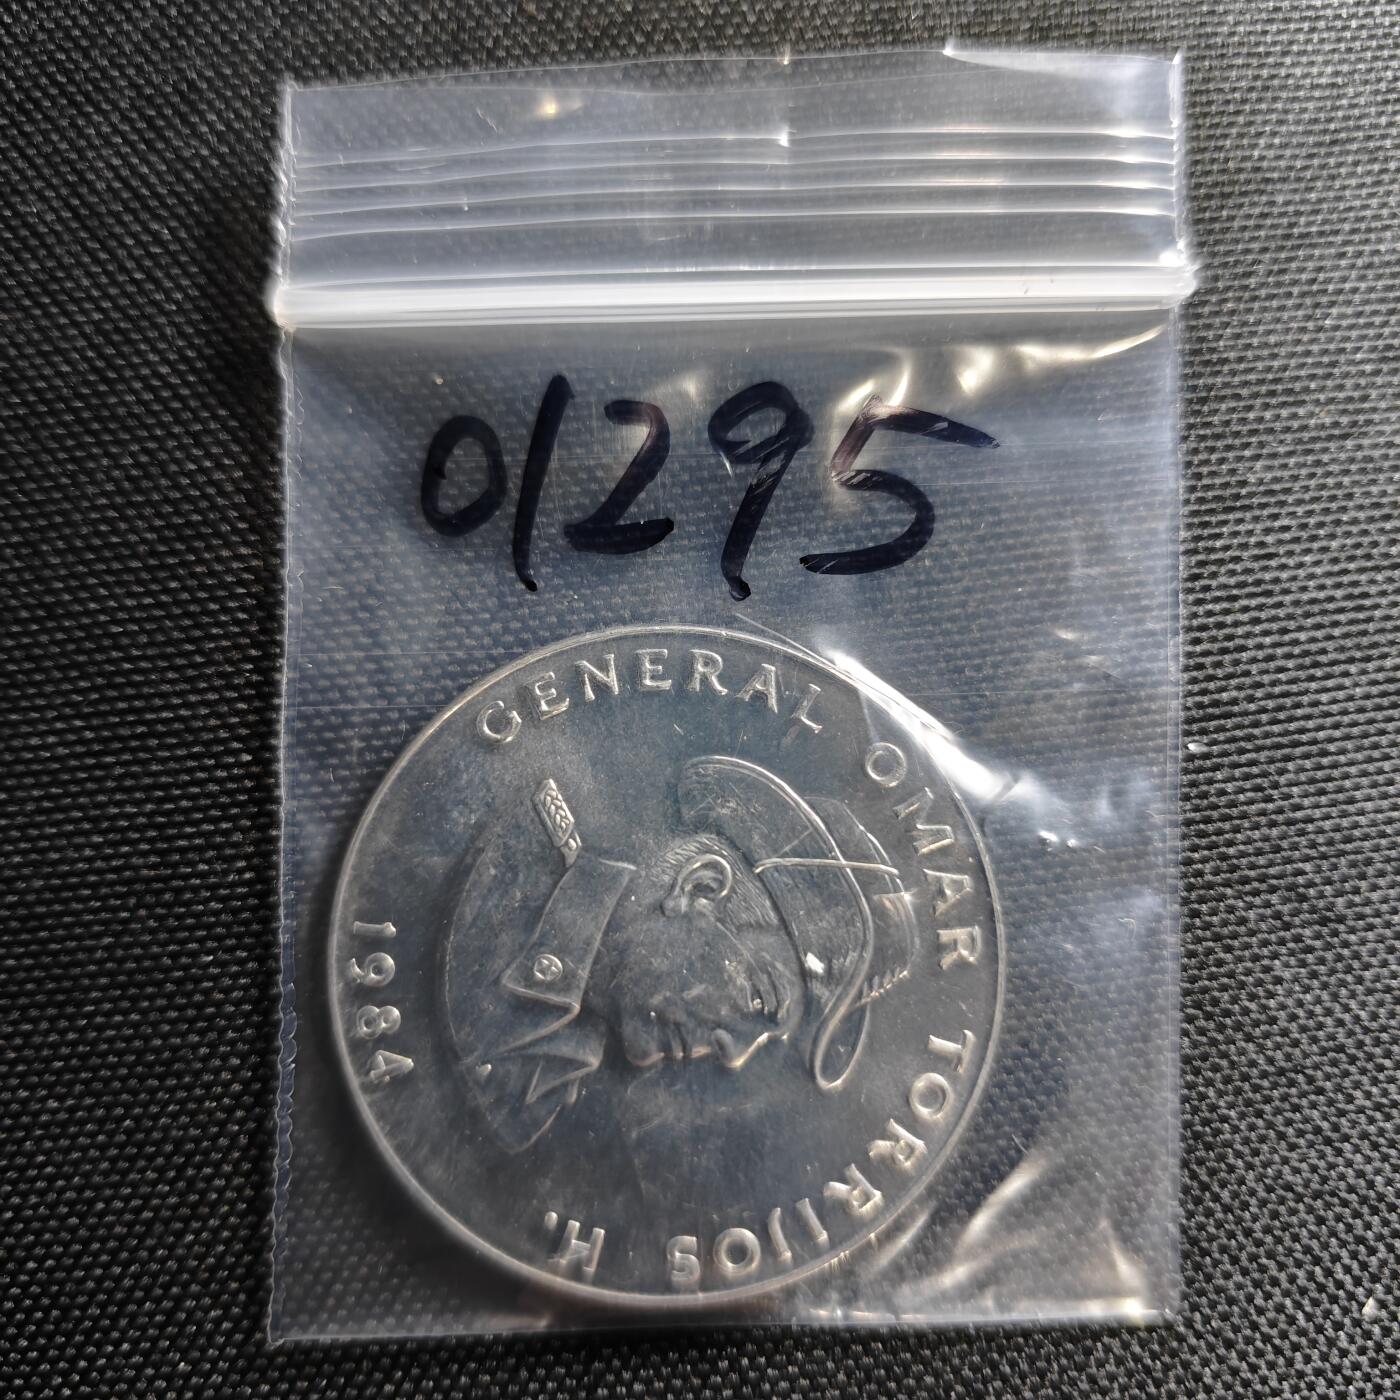 01295
GENERAL OMAR TORRIJOS H.
1984